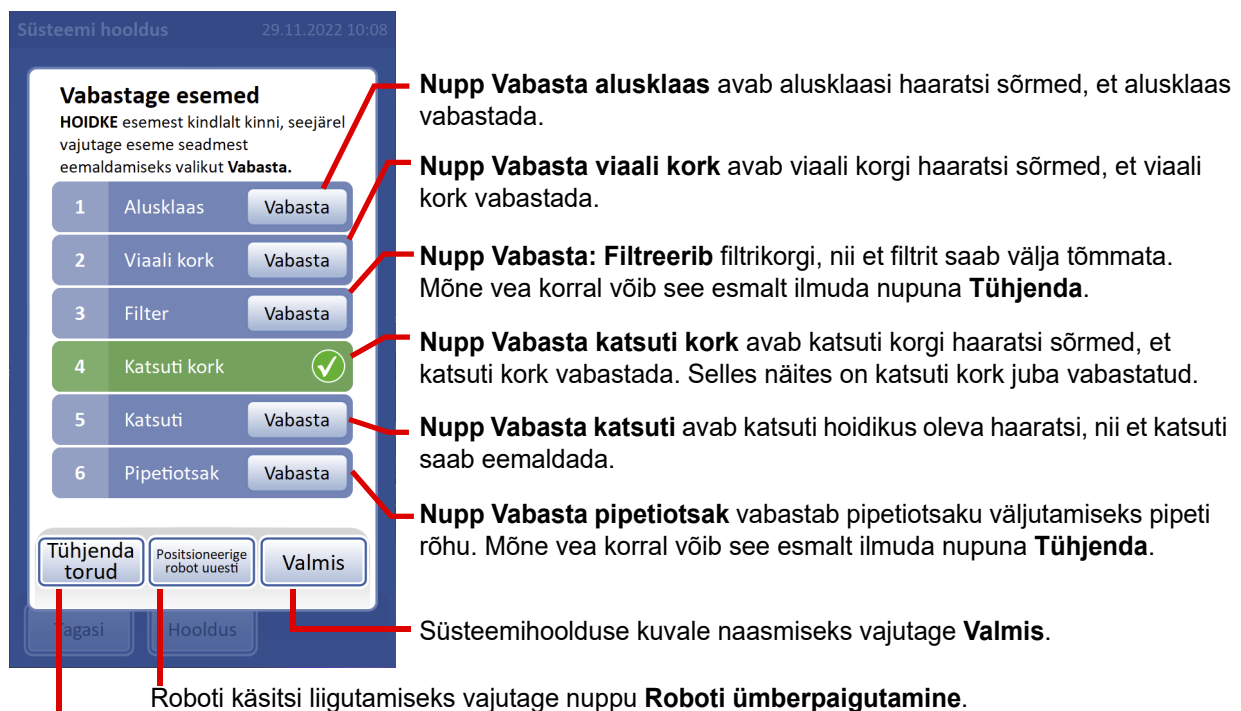 Süsteemi hooldus 29.11.2022 10:08
Vabastage esemed
HOIDKE esemest kindlalt kinni, seejärel
vajutage eseme seadmest
eemaldamiseks valikut Vabasta.
1 Alusklaas Vabasta
2 Viaali kork Vabasta
3 Filter Vabasta
4 Katsuti kork
5 Katsuti Vabasta
6 Pipetiotsak Vabasta
Tühjenda
torud
Positsioneerige
robot uuesti
Valmis
Tagasi Hooldus
Nupp Vabasta alusklaas avab alusklaasi haaratsi sõrmed, et alusklaas
vabastada.
Nupp Vabasta viaali kork avab viaali korgi haaratsi sõrmed, et viaali
kork vabastada.
Nupp Vabasta: Filtreerib filtrikorgi, nii et filtrit saab välja tõmmata.
Mõne vea korral võib see esmalt ilmuda nupuna Tühjenda.
Nupp Vabasta katsuti kork avab katsuti korgi haaratsi sõrmed, et
katsuti kork vabastada. Selles näites on katsuti kork juba vabastatud.
Nupp Vabasta katsuti avab katsuti hoidikus oleva haaratsi, nii et katsuti
saab eemaldada.
Nupp Vabasta pipetiotsak vabastab pipetiotsaku väljutamiseks pipeti
rõhu. Mõne vea korral võib see esmalt ilmuda nupuna Tühjenda.
Süsteemihoolduse kuvale naasmiseks vajutage Valmis.
Roboti käsitsi liigutamiseks vajutage nuppu Roboti ümberpaigutamine.